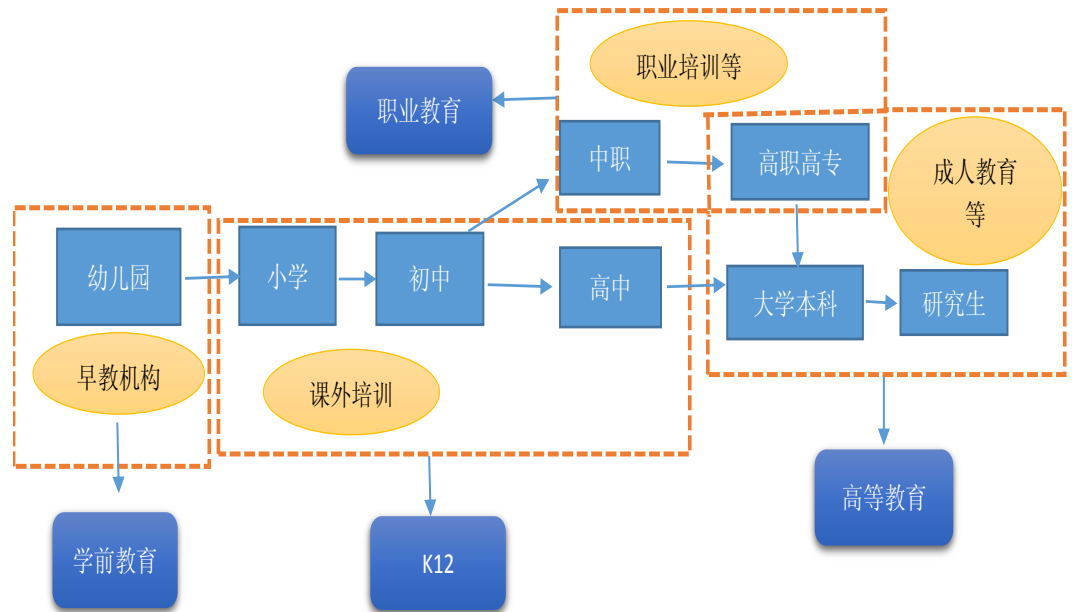 职业培训等
职业教育
中职
高职高专
成人教育
等
幼儿园
小学
初中
高中
大学本科
研究生
早教机构
课外培训
高等教育
学前教育
K12